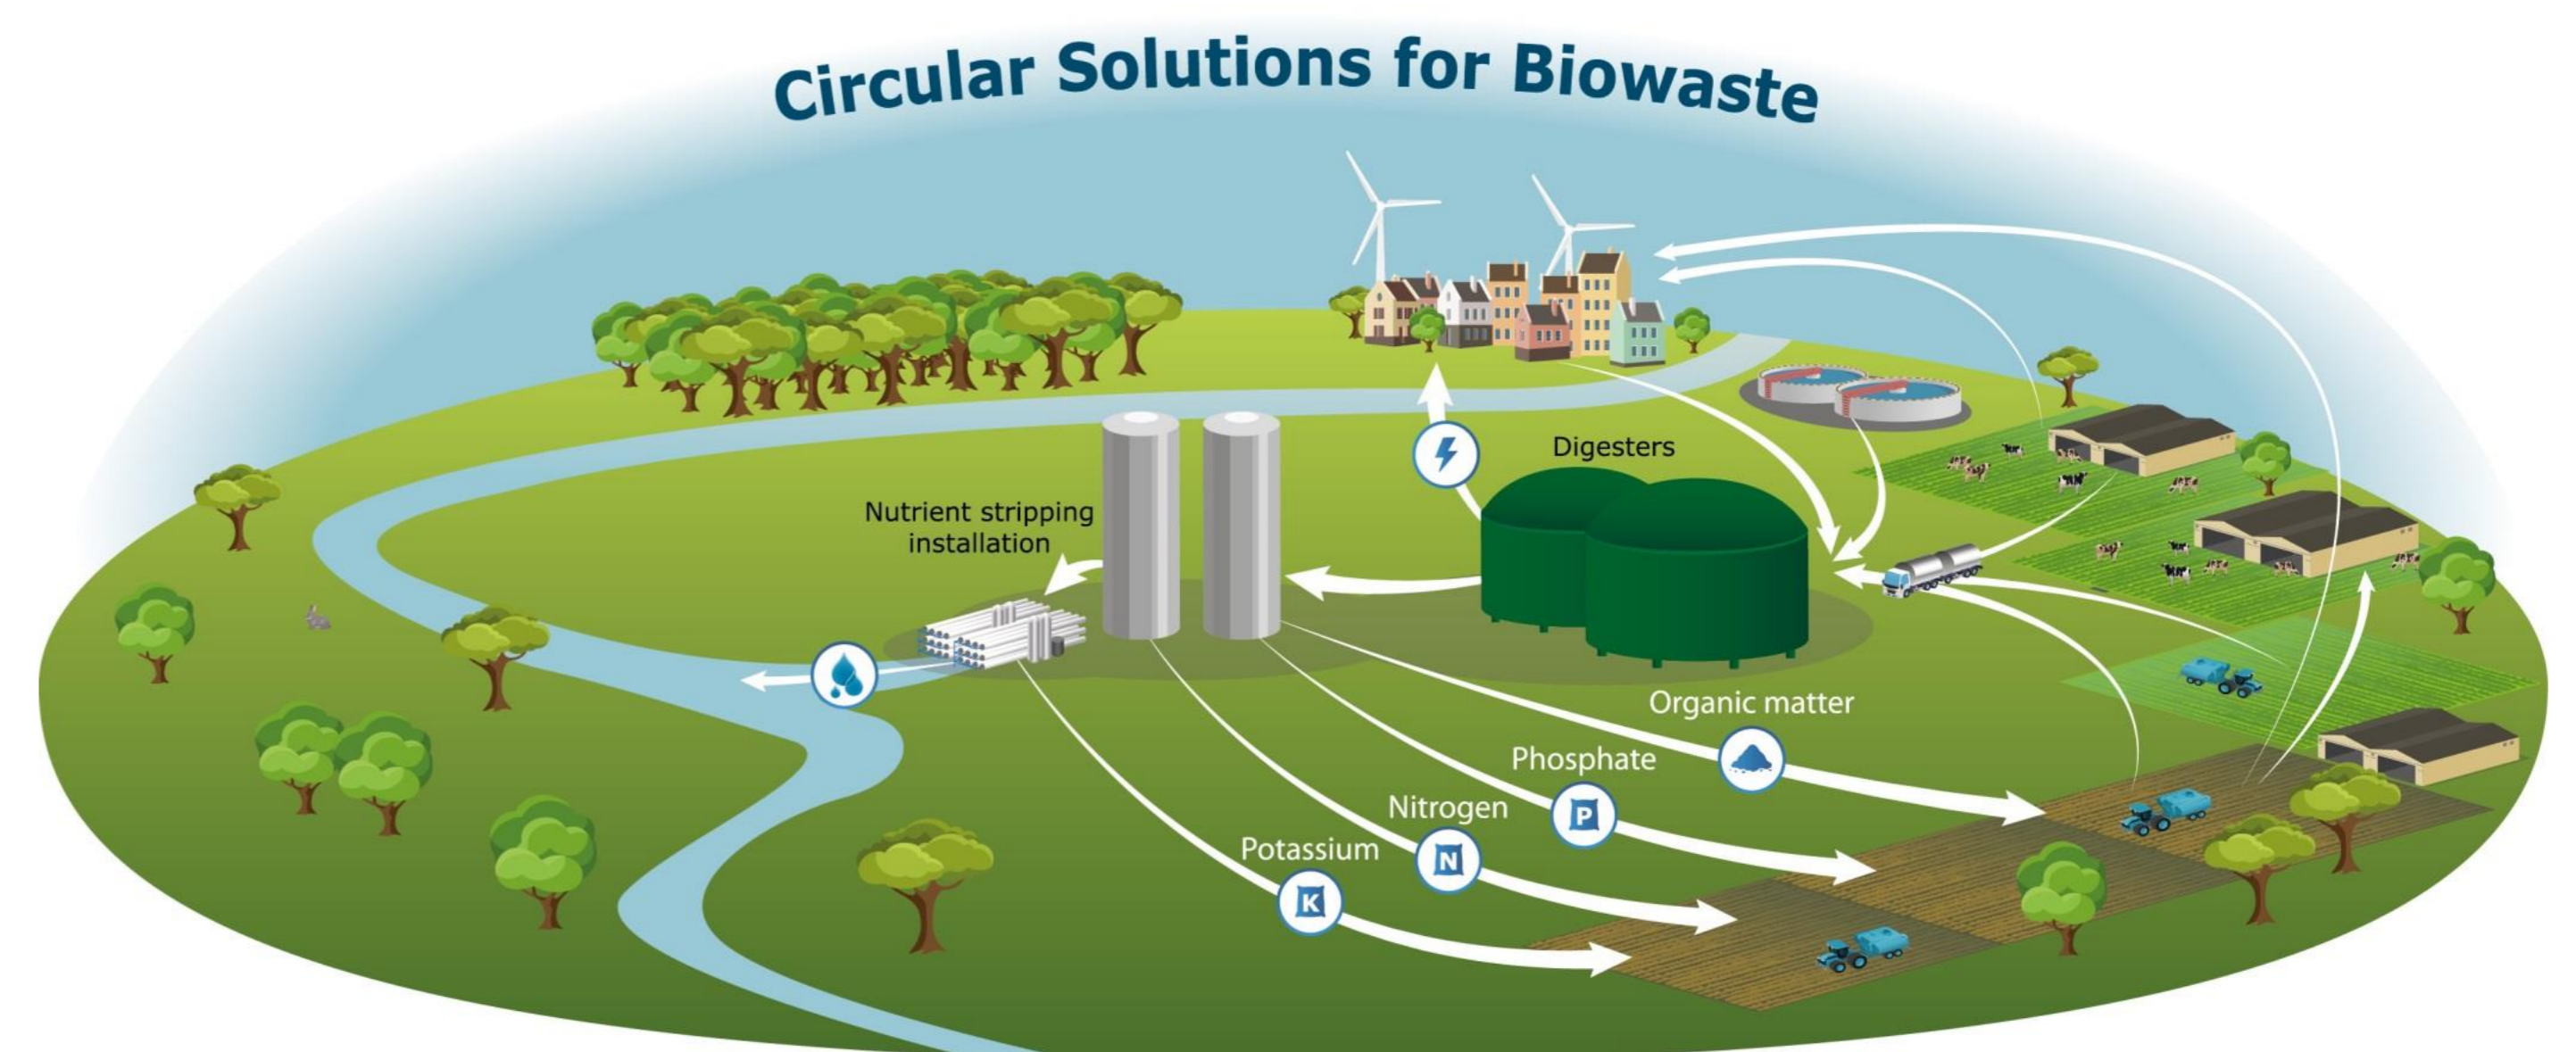 Circular Solutions for Biowaste
Digesters
Nutrient stripping
installation
Organic matter
Phosphate
P
Nitrogen
N
Potassium
K